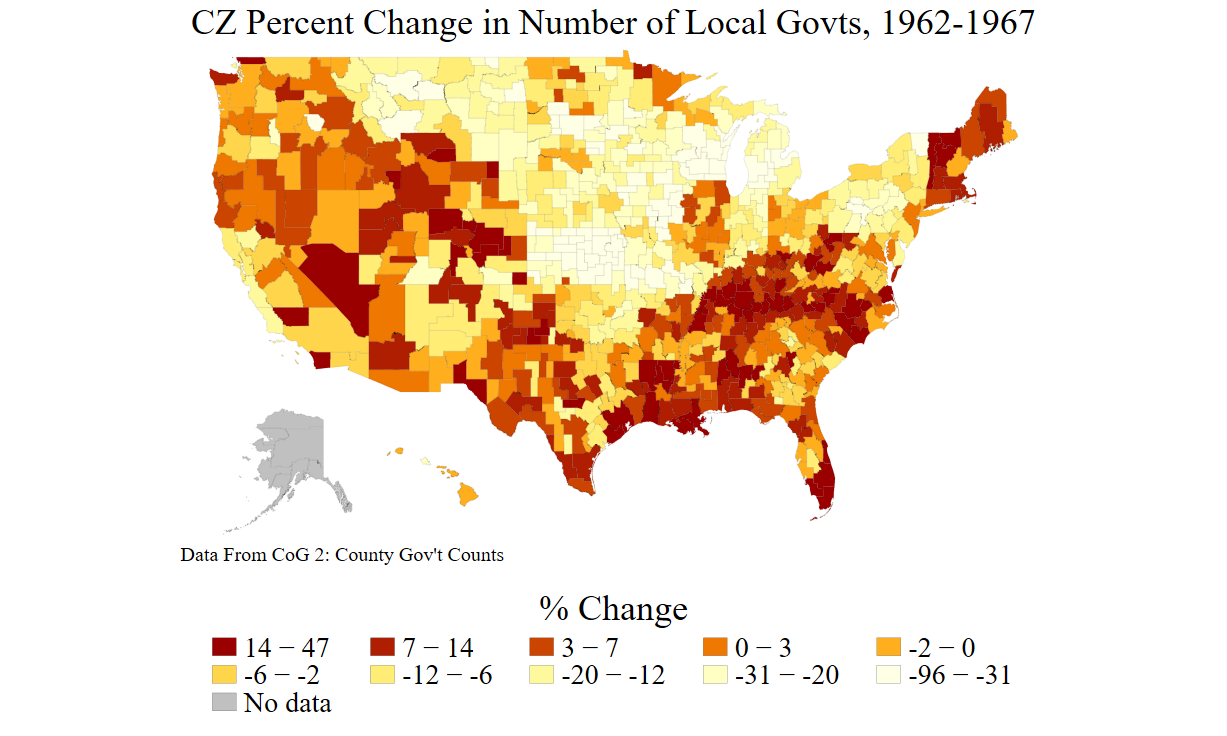 CZ Percent Change in Number of Local Govts, 1962-1967
Data From CoG 2: County Gov't Counts
% Change
14 − 47 7 − 14 3 − 7 0 − 3 -2 − 0
-6 − -2 -12 − -6 -20 − -12 -31 − -20 -96 − -31
No data